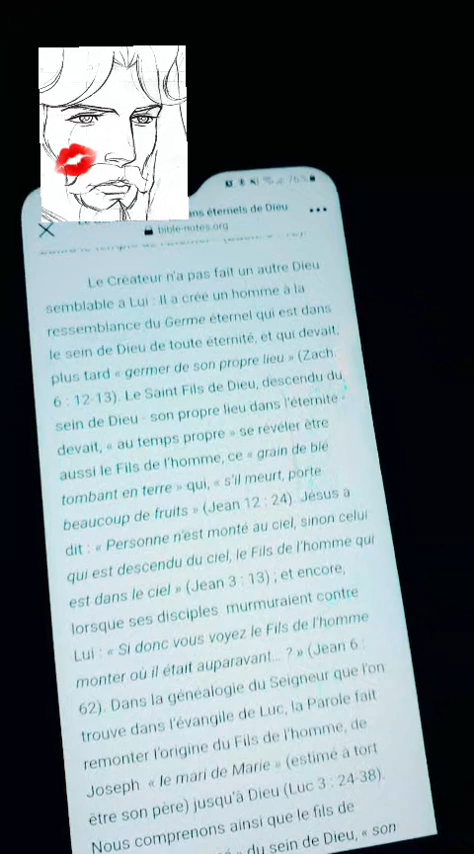 76%
ns éternels de Dieu
bible-notes.org
Le Créateur n'a pas fait un autre Dieu
semblable à Lui : Il a créé un homme à la
ressemblance du Germe éternel qui est dans
le sein de Dieu de toute éternité, et qui devait,
plus tard « germer de son propre lieu » (Zach.
6 : 12-13). Le Saint Fils de Dieu, descendu du
sein de Dieu - son propre lieu dans l'éternité -
devait, « au temps propre » se révéler être
aussi le Fils de l'homme, ce « grain de blé
tombant en terre » qui, « s'il meurt, porte
beaucoup de fruits » (Jean 12 : 24). Jésus a
dit : « Personne n'est monté au ciel, sinon celui
qui est descendu du ciel, le Fils de l'homme qui
est dans le ciel » (Jean 3 : 13) ; et encore,
lorsque ses disciples murmuraient contre
Lui : « Si donc vous voyez le Fils de l'homme
monter où il était auparavant... ? » (Jean 6 :
62). Dans la généalogie du Seigneur que l'on
trouve dans l'évangile de Luc, la Parole fait
remonter l'origine du Fils de l'homme, de
Joseph « le mari de Marie » (estimé à tort
être son père) jusqu'à Dieu (Luc 3 : 24-38).
Nous comprenons ainsi que le fils de
» du sein de Dieu, « son